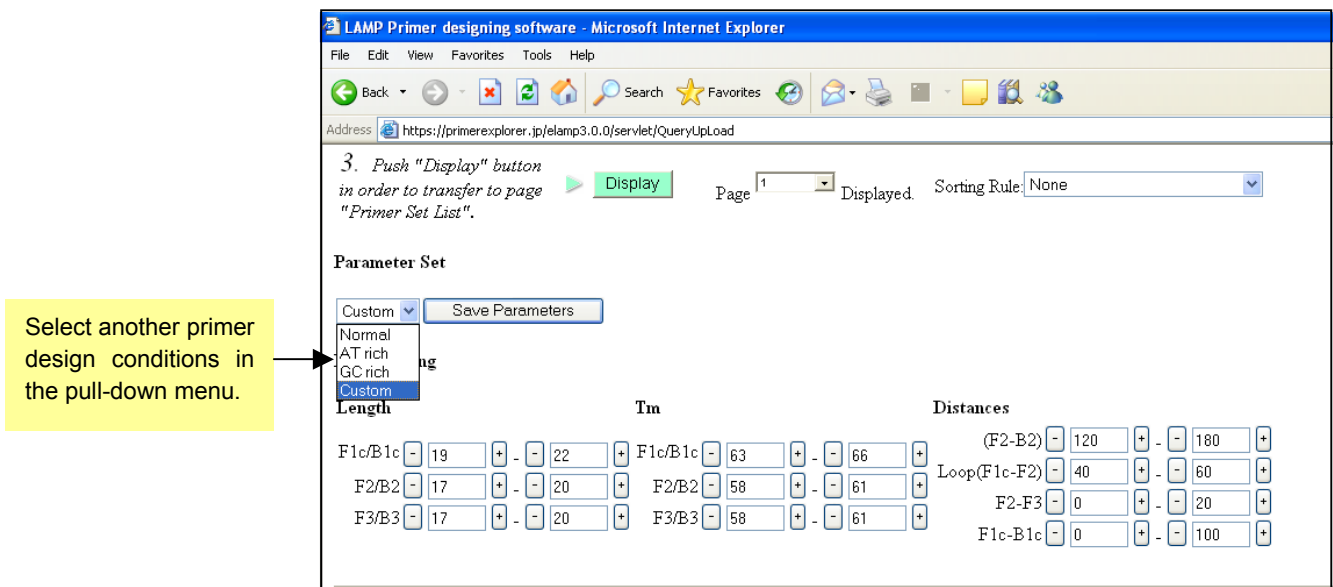 LAMP Primer designing software - Microsoft Internet Explorer
File Edit View Favorites Tools Help
Back Search Favorites
Address https://primerexplorer.jp/elamp3.0.0/servlet/QueryUpLoad
3. Push "Display" button
in order to transfer to page
"Primer Set List".
Display
Page 1 Displayed.
Sorting Rule: None
Parameter Set
Custom Save Parameters
Normal
AT rich
GC rich
Custom
ng
Select another primer
design conditions in
the pull-down menu.
Length Tm Distances
F1c/B1c - 19 + - - 22 + F1c/B1c - 63 + - - 66 +
F2/B2 - 17 + - - 20 + F2/B2 - 58 + - - 61 +
F3/B3 - 17 + - - 20 + F3/B3 - 58 + - - 61 +
(F2-B2) - 120 + - - 180 +
Loop(F1c-F2) - 40 + - - 60 +
F2-F3 - 0 + - - 20 +
F1c-B1c - 0 + - - 100 +